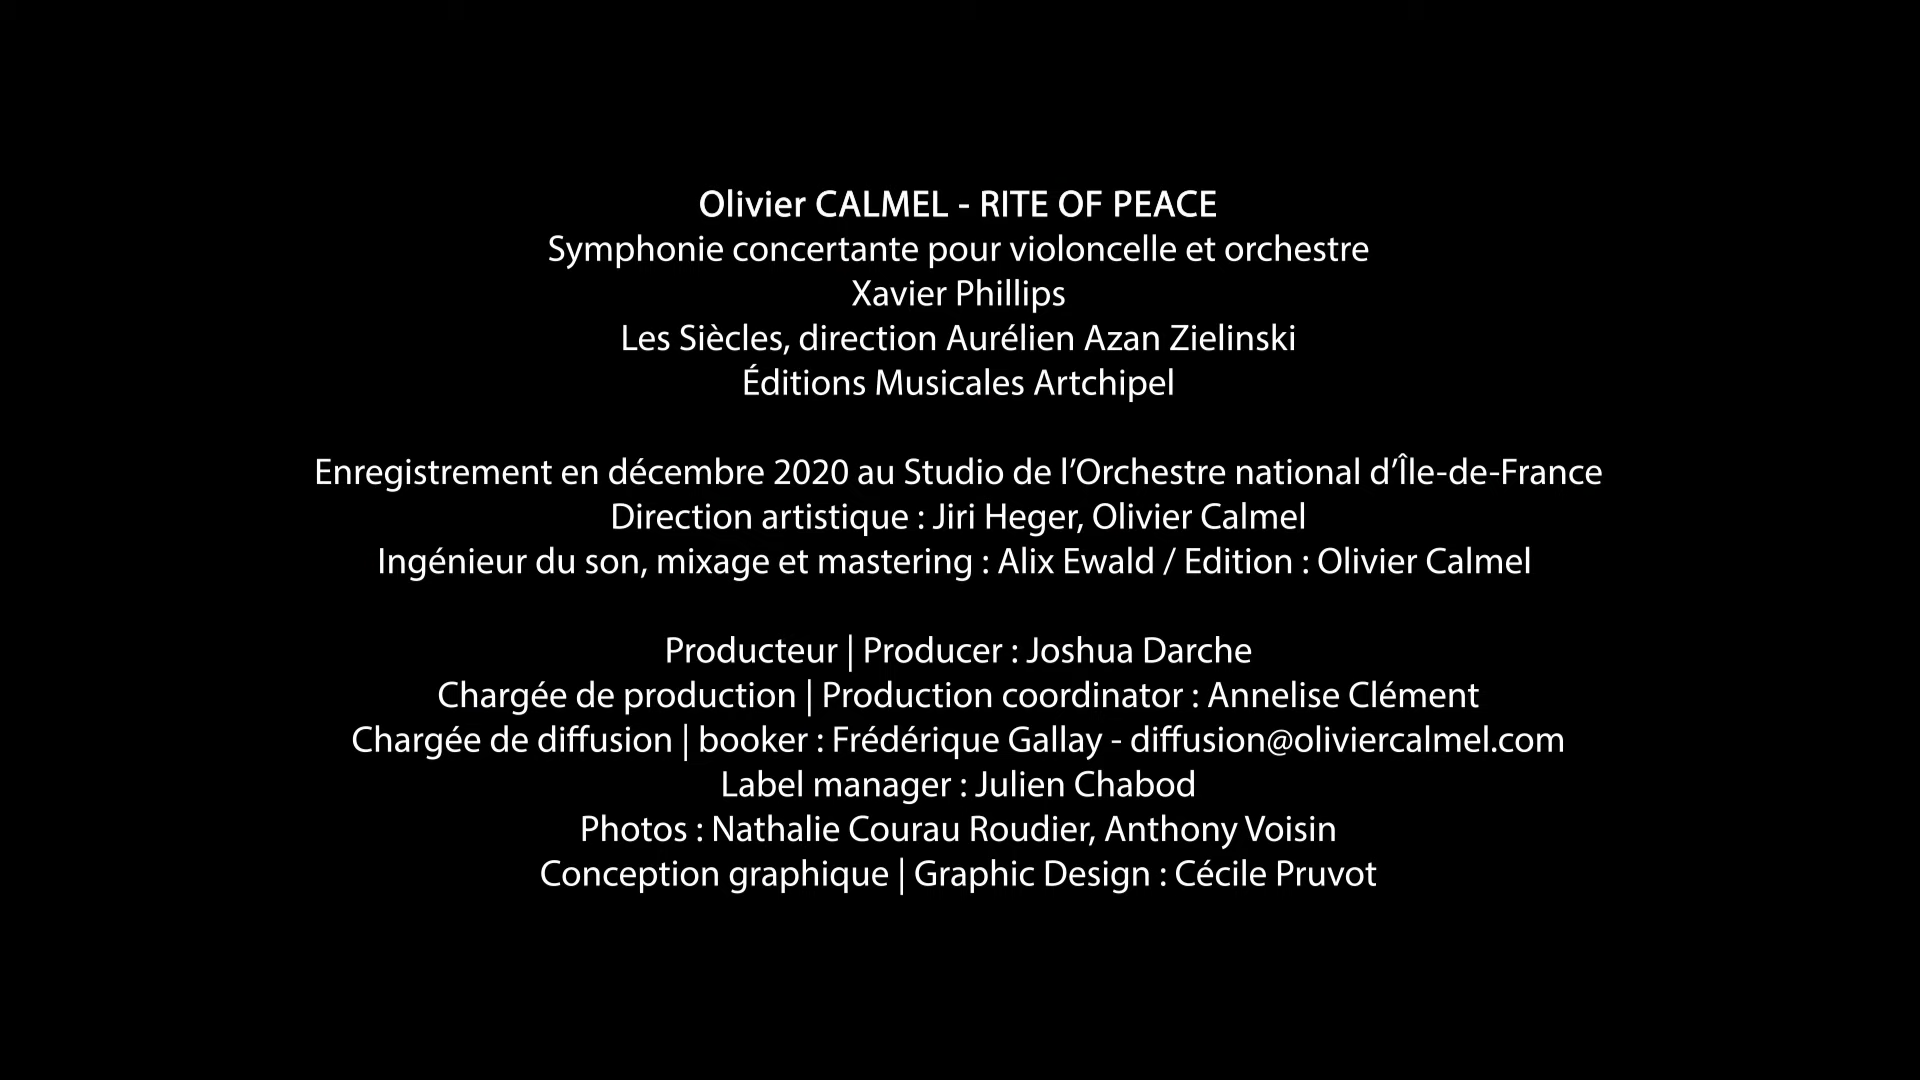 Olivier CALMEL - RITE OF PEACE
Symphonie concertante pour violoncelle et orchestre
Xavier Phillips
Les Siècles, direction Aurélien Azan Zielinski
Éditions Musicales Artchipel
Enregistrement en décembre 2020 au Studio de l’Orchestre national d’Île-de-France
Direction artistique : Jiri Heger, Olivier Calmel
Ingénieur du son, mixage et mastering : Alix Ewald / Edition : Olivier Calmel
Producteur | Producer : Joshua Darche
Chargée de production | Production coordinator : Annelise Clément
Chargée de diffusion | booker : Frédérique Gallay - diffusion@oliviercalmel.com
Label manager : Julien Chabod
Photos : Nathalie Courau Roudier, Anthony Voisin
Conception graphique | Graphic Design : Cécile Pruvot